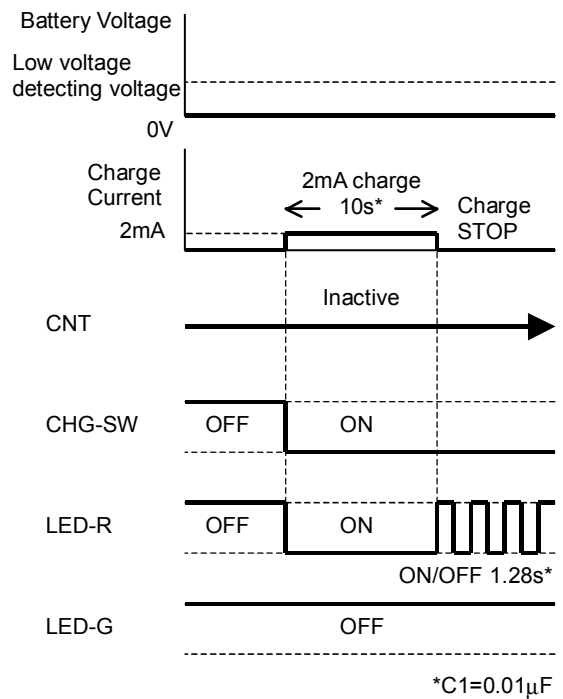 Battery Voltage
Low voltage
detecting voltage
0V
Charge
Current
2mA
2mA charge
10s*
Charge
STOP
Inactive
CNT
CHG-SW
OFF
ON
LED-R
OFF
ON
ON/OFF 1.28s*
LED-G
OFF
*C1=0.01μF